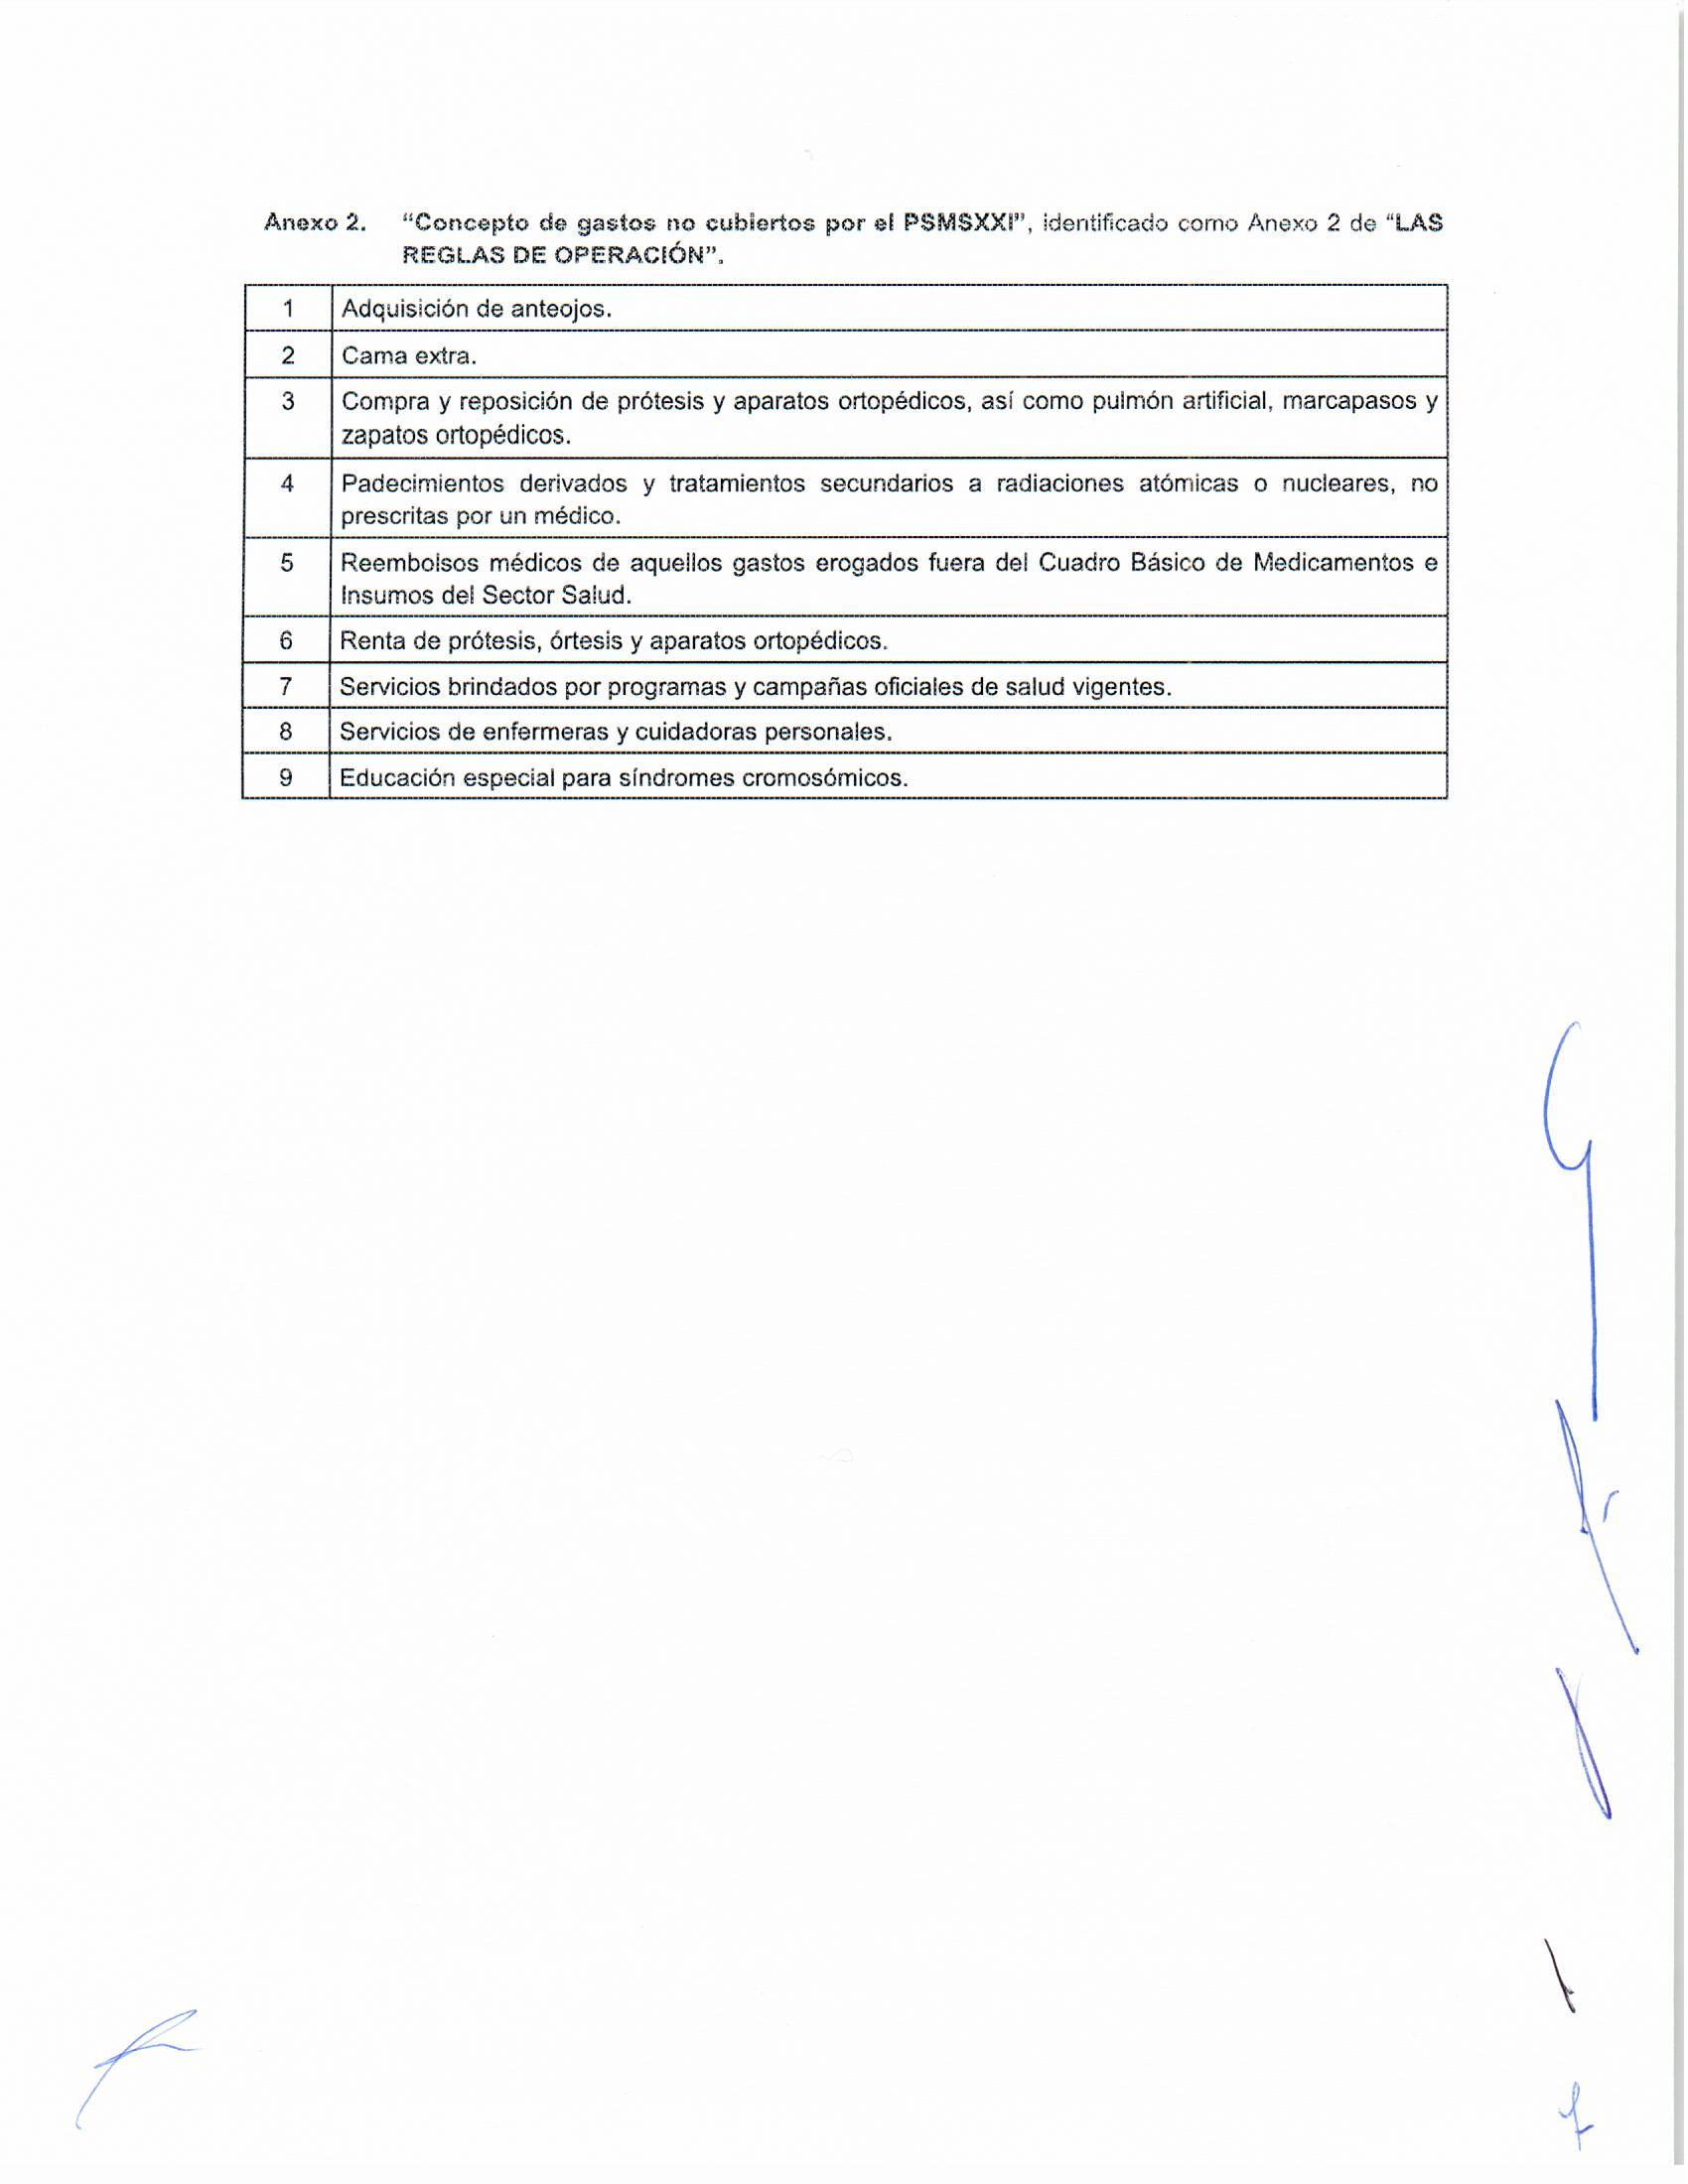 Anexo 2. “Concepto de gastos no cubiertos por el PSMSXXI”, identificado como Anexo 2 de “LAS
REGLAS DE OPERACIÓN”.
1 Adquisición de anteojos.
2 Cama extra.
3 Compra y reposición de prótesis y aparatos ortopédicos, así como pulmón artificial, marcapasos y
zapatos ortopédicos.
4 Padecimientos derivados y tratamientos secundarios a radiaciones atómicas o nucleares, no
prescritas por un médico.
5 Reembolsos médicos de aquellos gastos erogados fuera del Cuadro Básico de Medicamentos e
Insumos del Sector Salud.
6 Renta de prótesis, órtesis y aparatos ortopédicos.
7 Servicios brindados por programas y campañas oficiales de salud vigentes.
8 Servicios de enfermeras y cuidadoras personales.
9 Educación especial para síndromes cromosómicos.